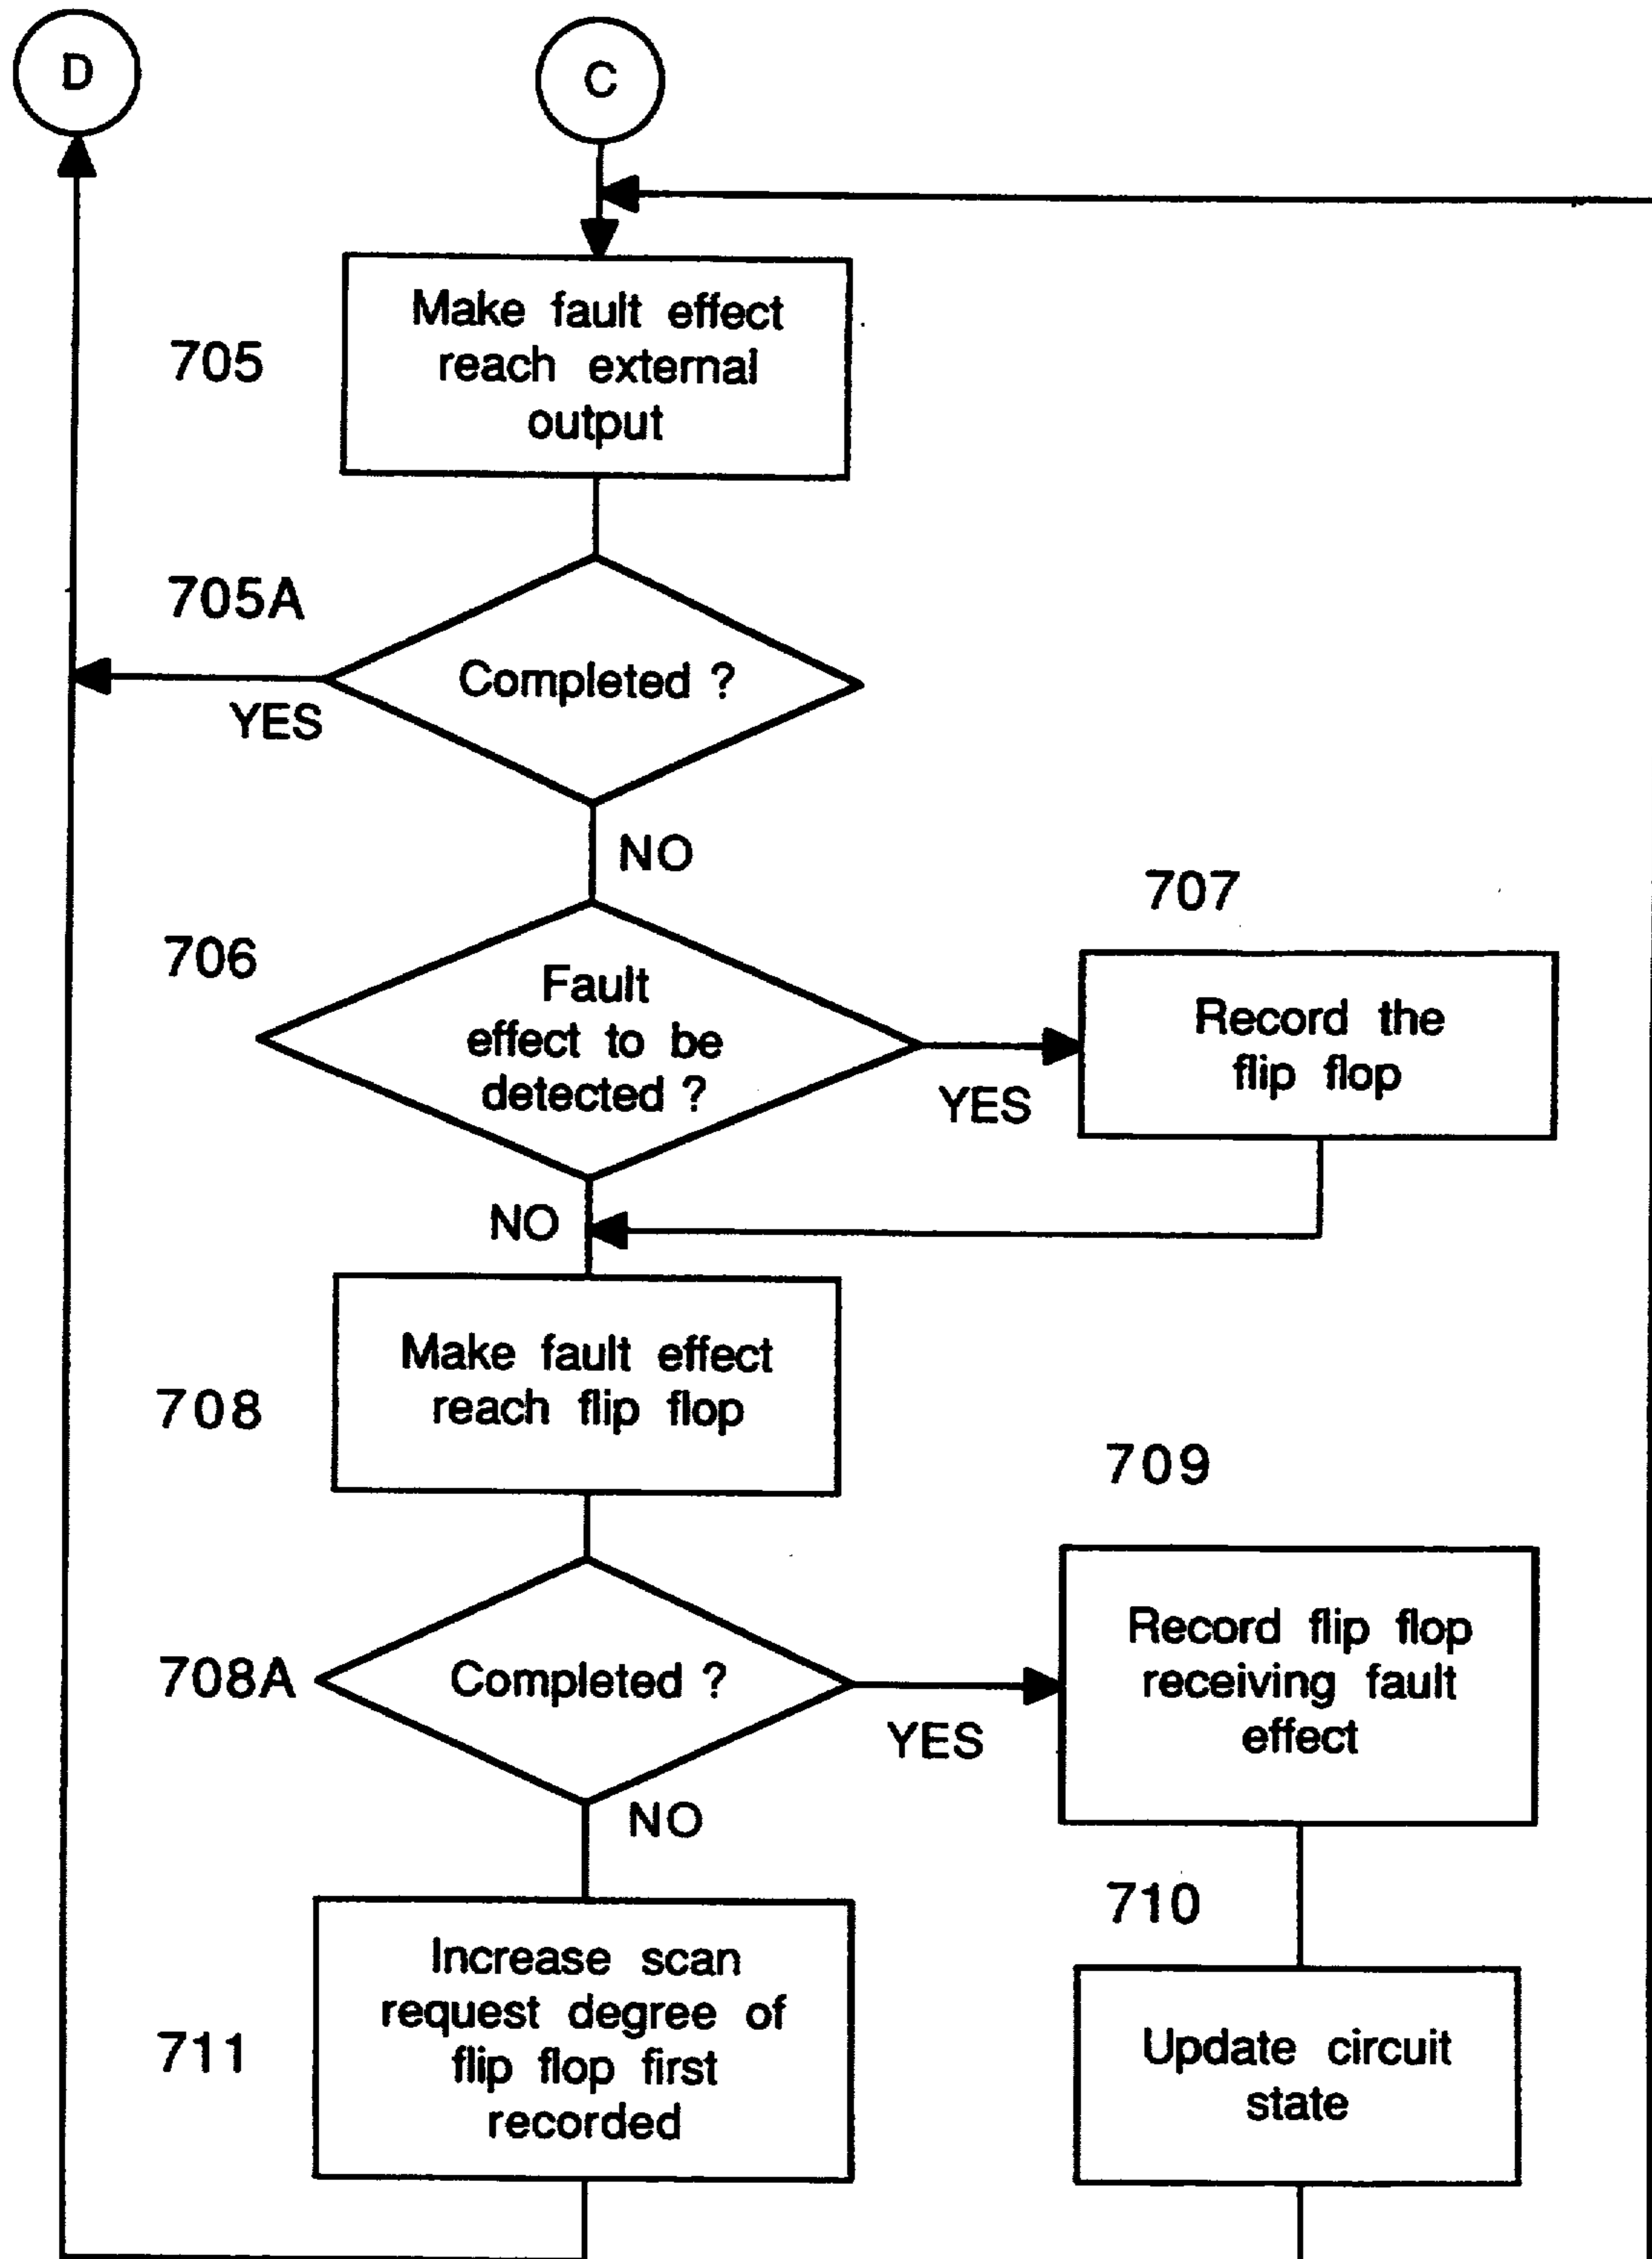 D
C
705
Make fault effect
reach external
output
705A
Completed ?
YES
NO
706
Fault
effect to be
detected ?
YES
707
Record the
flip flop
NO
708
Make fault effect
reach flip flop
708A
Completed ?
YES
709
Record flip flop
receiving fault
effect
NO
710
Update circuit
state
711
Increase scan
request degree of
flip flop first
recorded